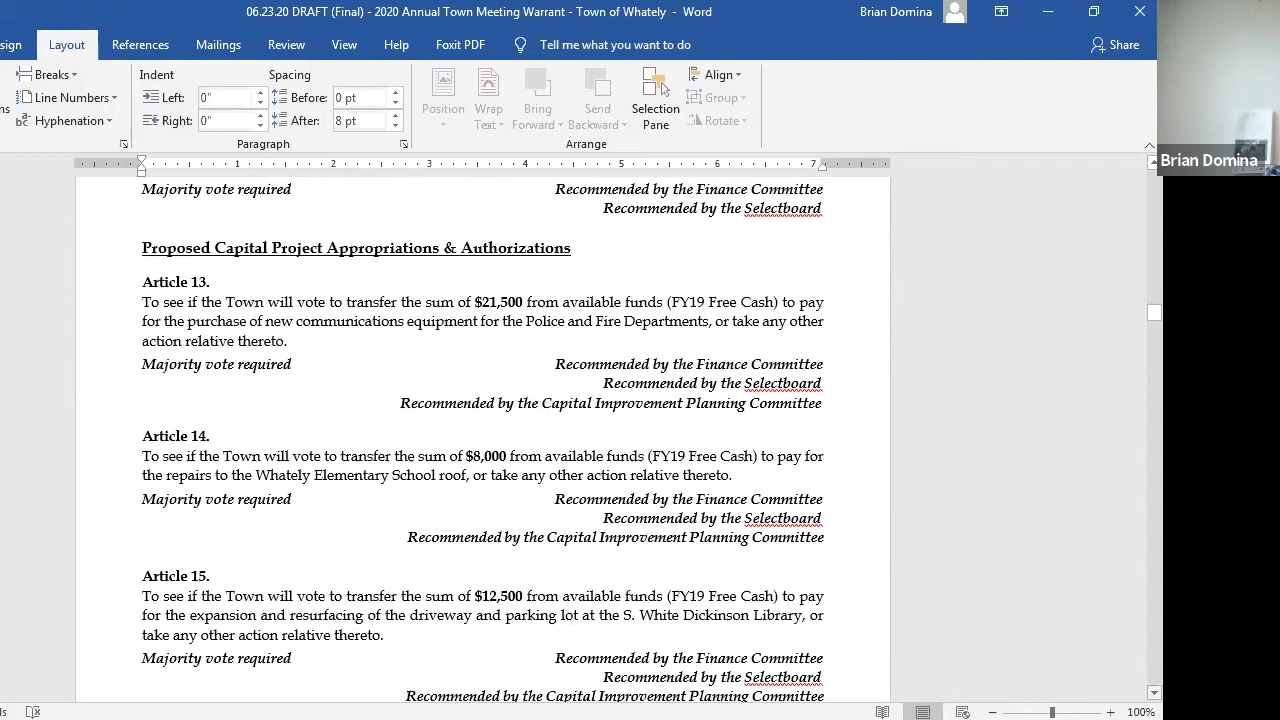 06.23.20 DRAFT (Final) - 2020 Annual Town Meeting Warrant - Town of Whately - Word
Brian Domina
sign Layout References Mailings Review View Help Foxit PDF Tell me what you want to do Share
Breaks
Line Numbers
Hyphenation
Indent Spacing
Left: 0" Before: 0 pt
Right: 0" After: 8 pt
Paragraph
Position
Wrap Text
Bring Forward
Send Backward
Selection Pane
Align
Group
Rotate
Arrange
1 2 3 4 5 6 7
Brian Domina
Majority vote required Recommended by the Finance Committee
Recommended by the Selectboard
Proposed Capital Project Appropriations & Authorizations
Article 13.
To see if the Town will vote to transfer the sum of $21,500 from available funds (FY19 Free Cash) to pay
for the purchase of new communications equipment for the Police and Fire Departments, or take any other
action relative thereto.
Majority vote required Recommended by the Finance Committee
Recommended by the Selectboard
Recommended by the Capital Improvement Planning Committee
Article 14.
To see if the Town will vote to transfer the sum of $8,000 from available funds (FY19 Free Cash) to pay for
the repairs to the Whately Elementary School roof, or take any other action relative thereto.
Majority vote required Recommended by the Finance Committee
Recommended by the Selectboard
Recommended by the Capital Improvement Planning Committee
Article 15.
To see if the Town will vote to transfer the sum of $12,500 from available funds (FY19 Free Cash) to pay
for the expansion and resurfacing of the driveway and parking lot at the S. White Dickinson Library, or
take any other action relative thereto.
Majority vote required Recommended by the Finance Committee
Recommended by the Selectboard
Recommended by the Capital Improvement Planning Committee
100%